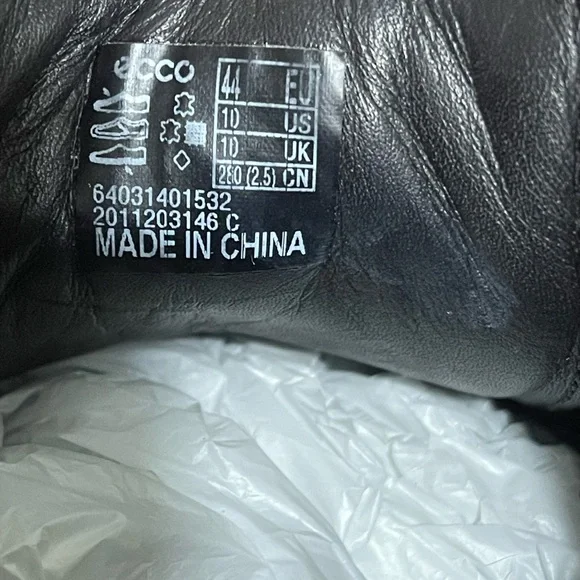 ecco
44 EU
10 US
10 UK
280 (2.5) CN
64031401532
2011203146 C
MADE IN CHINA